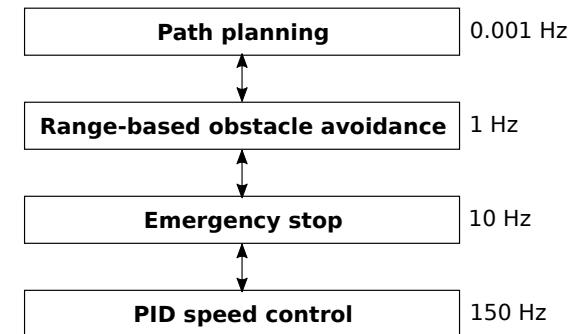 Path planning 0.001 Hz
Range-based obstacle avoidance 1 Hz
Emergency stop 10 Hz
PID speed control 150 Hz